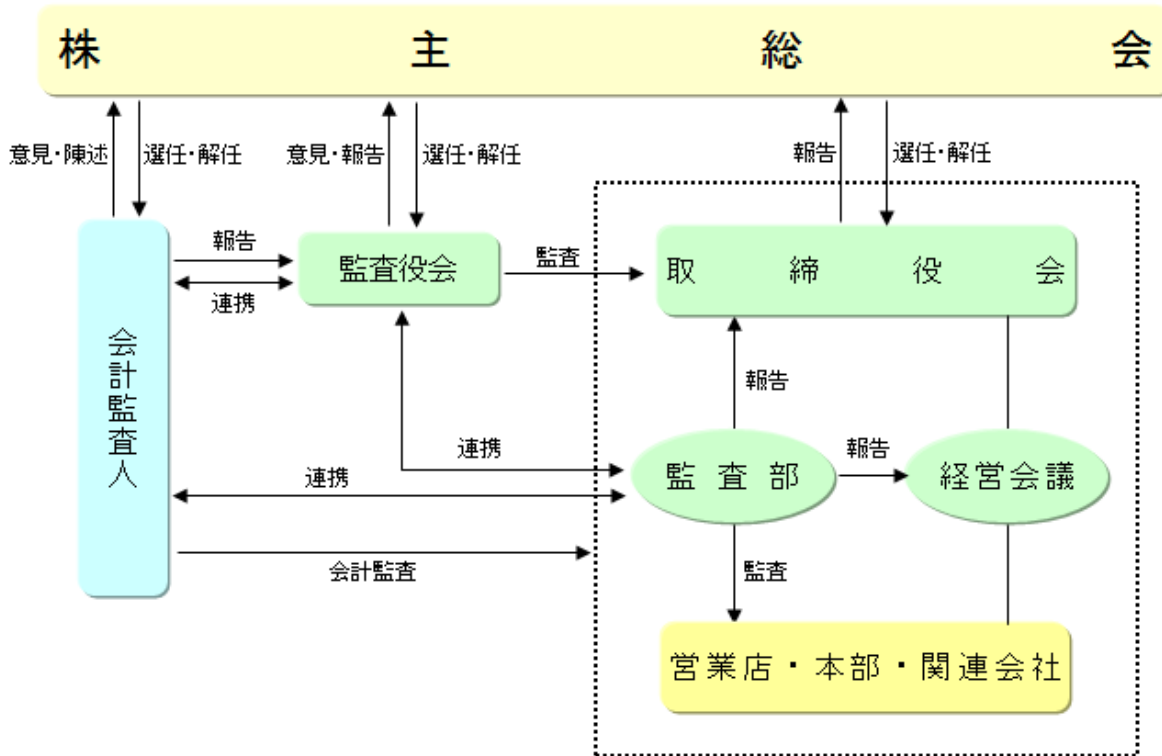 株主総会
意見・陳述
選任・解任
意見・報告
選任・解任
報告
選任・解任
報告
連携
監査役会
監査
取締役会
会計監査人
報告
連携
連携
監査部
報告
経営会議
会計監査
監査
営業店・本部・関連会社